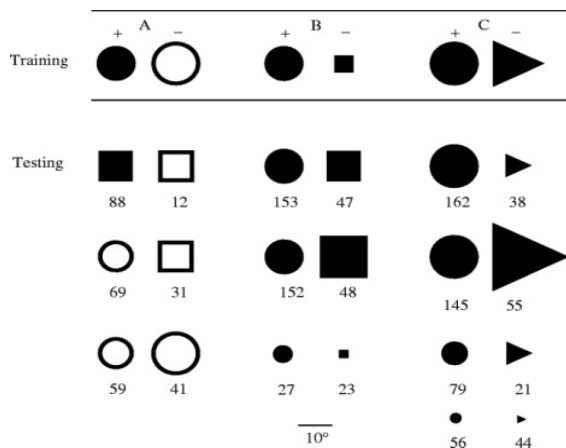 A B C
+ − + − + −
Training
Testing
88 12 153 47 162 38
69 31 152 48 145 55
59 41 27 23 79 21
10° 56 44